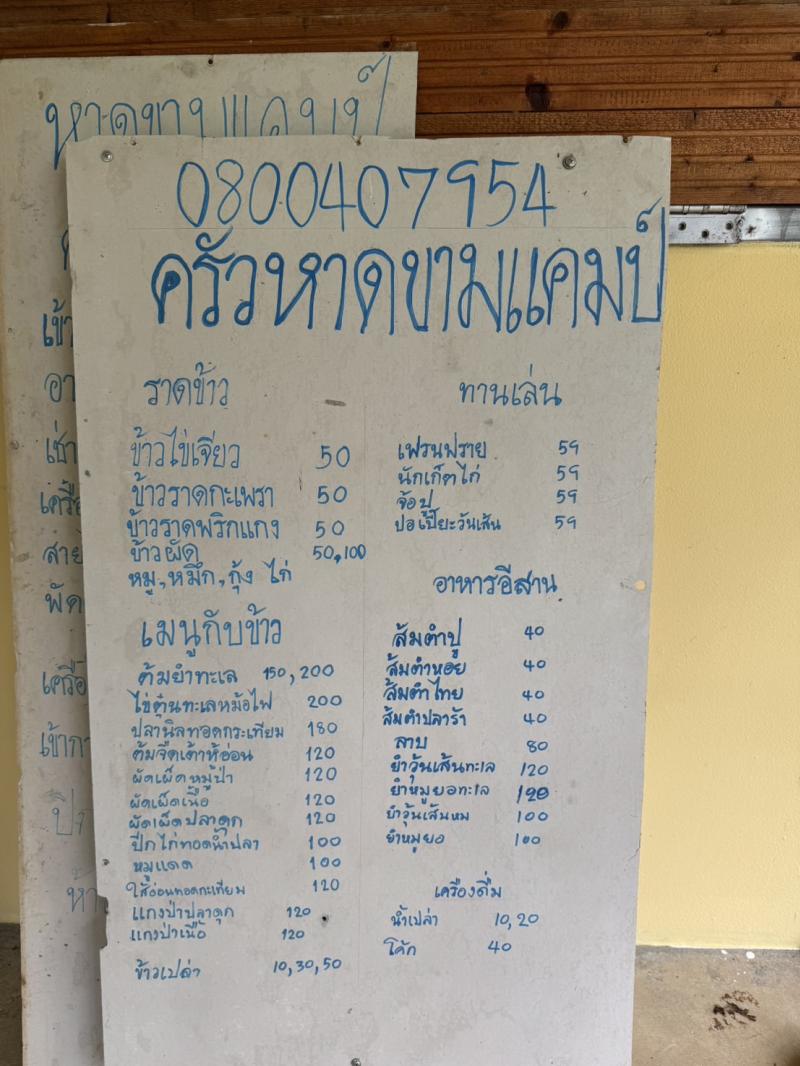 หาดขามแคมป์
0800407954
ครัวหาดขามแคมป์
ราดข้าว
ข้าวไข่เจียว 50
ข้าวราดกะเพรา 50
ข้าวราดพริกแกง 50
ข้าวผัด 50,100
หมู,หมึก,กุ้ง ไก่
เมนูกับข้าว
ต้มยำทะเล 150,200
ไข่ตุ๋นทะเลหม้อไฟ 200
ปลานิลทอดกระเทียม 180
ต้มจืดเต้าหู้อ่อน 120
ผัดเผ็ดหมูป่า 120
ผัดเผ็ดเนื้อ 120
ผัดเผ็ดปลาดุก 120
ปีกไก่ทอดน้ำปลา 100
หมูแดด 100
ไส้อ่อนทอดกะเทียม 120
แกงป่าปลาดุก 120
แกงป่าเนื้อ 120
ข้าวเปล่า 10,30,50
ทานเล่น
เฟรนฟราย 59
นักเก็ตไก่ 59
จ้อปู 59
ปอเปี๊ยะวันเส้น 59
อาหารอีสาน
ส้มตำปู 40
ส้มตำหอย 40
ส้มตำไทย 40
ส้มตำปลาร้า 40
ลาบ 80
ยำวุ้นเส้นทะเล 120
ยำหมูยอทะเล 120
ยำวุ้นเส้นหม 100
ยำหมูยอ 100
เครื่องดื่ม
น้ำเปล่า 10,20
โค้ก 40